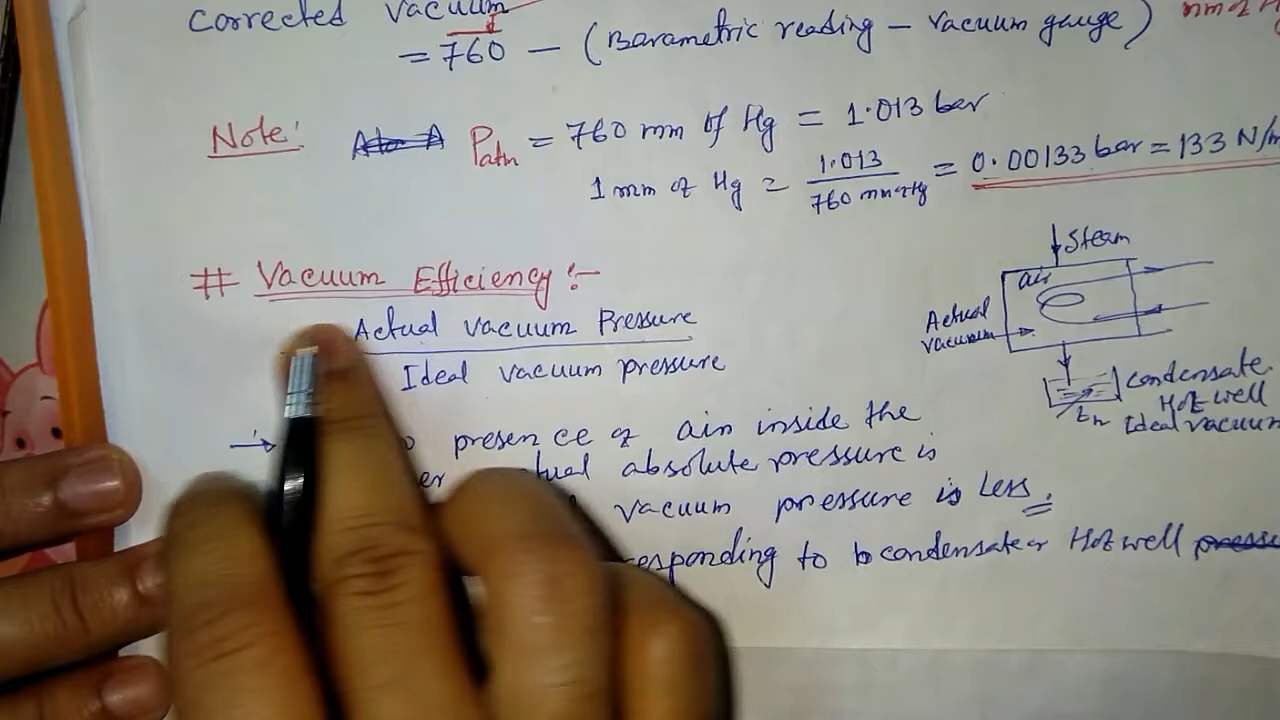 Corrected Vacuum
= 760 – (Barametric reading – Vacuum gauge)
Note:
Patm = 760 mm of Hg = 1.013 bar
1 mm of Hg = 1.013 / 760 mm of Hg = 0.00133 bar = 133 N/m
# Vacuum Efficiency :-
Actual vacuum Pressure
Ideal vacuum pressure
→ presence of air inside the
absolute pressure is
vacuum pressure is Less.
to condensate or Hot well
Steam
air
Actual
vacuum
condensate
Hot well
Ideal vacuum